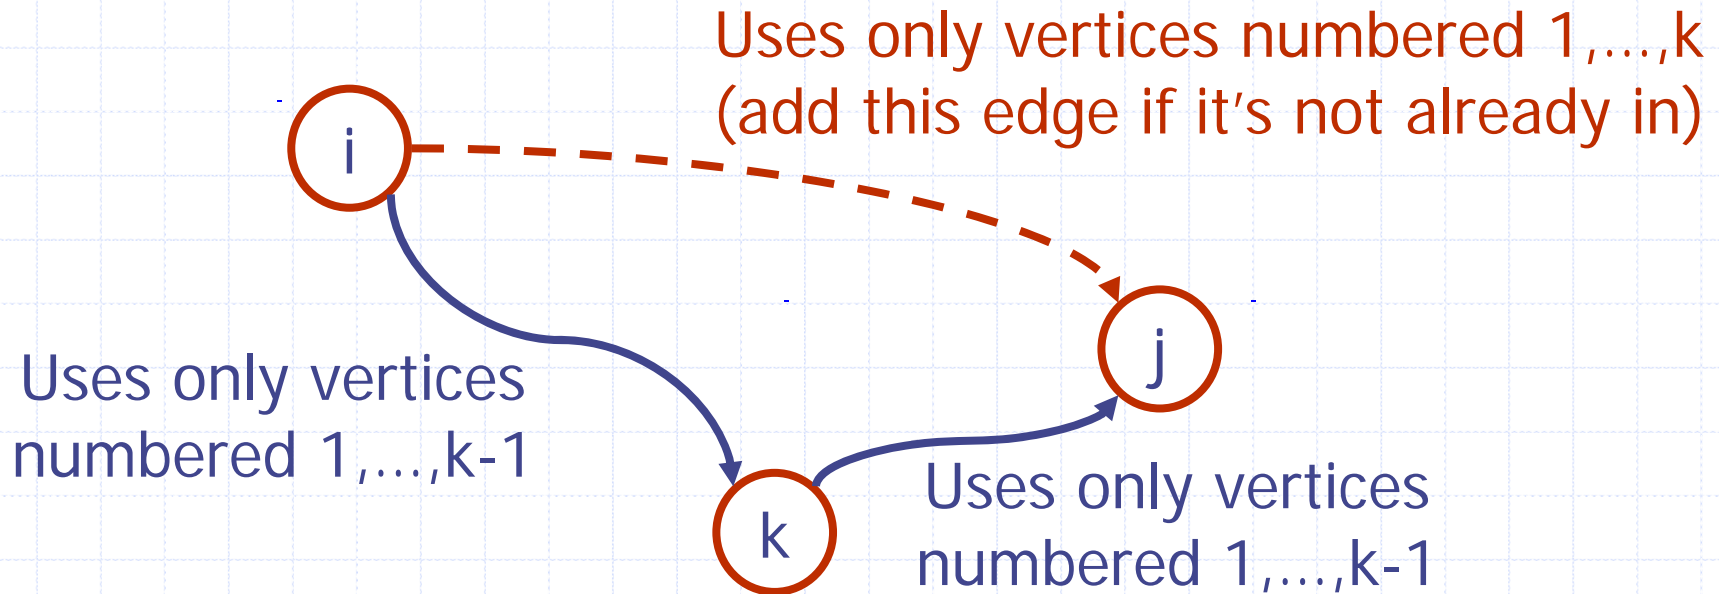 Uses only vertices numbered 1,...,k
(add this edge if it's not already in)
i
j
Uses only vertices
numbered 1,...,k-1
k
Uses only vertices
numbered 1,...,k-1